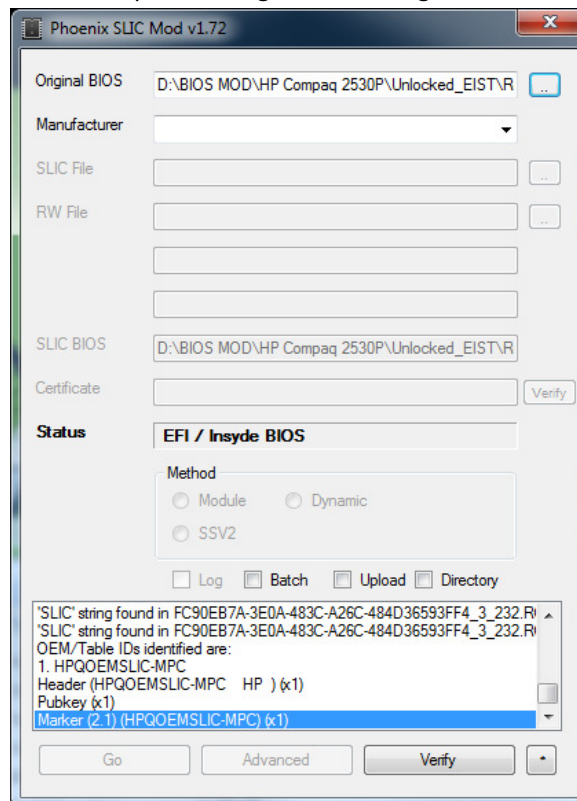 Phoenix SLIC Mod v1.72
Original BIOS D:\BIOS MOD\HP Compaq 2530P\Unlocked_EIST\R ..
Manufacturer
SLIC File ..
RW File ..
SLIC BIOS D:\BIOS MOD\HP Compaq 2530P\Unlocked_EIST\R
Certificate Verify
Status EFI / Insyde BIOS
Method
Module Dynamic
SSV2
Log Batch Upload Directory
'SLIC' string found in FC90EB7A-3E0A-483C-A26C-484D36593FF4_3_232.R
'SLIC' string found in FC90EB7A-3E0A-483C-A26C-484D36593FF4_3_232.R
OEM/Table IDs identified are:
1. HPQOEMSLIC-MPC
Header (HPQOEMSLIC-MPC HP ) (x1)
Pubkey (x1)
Marker (2.1) (HPQOEMSLIC-MPC) (x1)
Go Advanced Verify